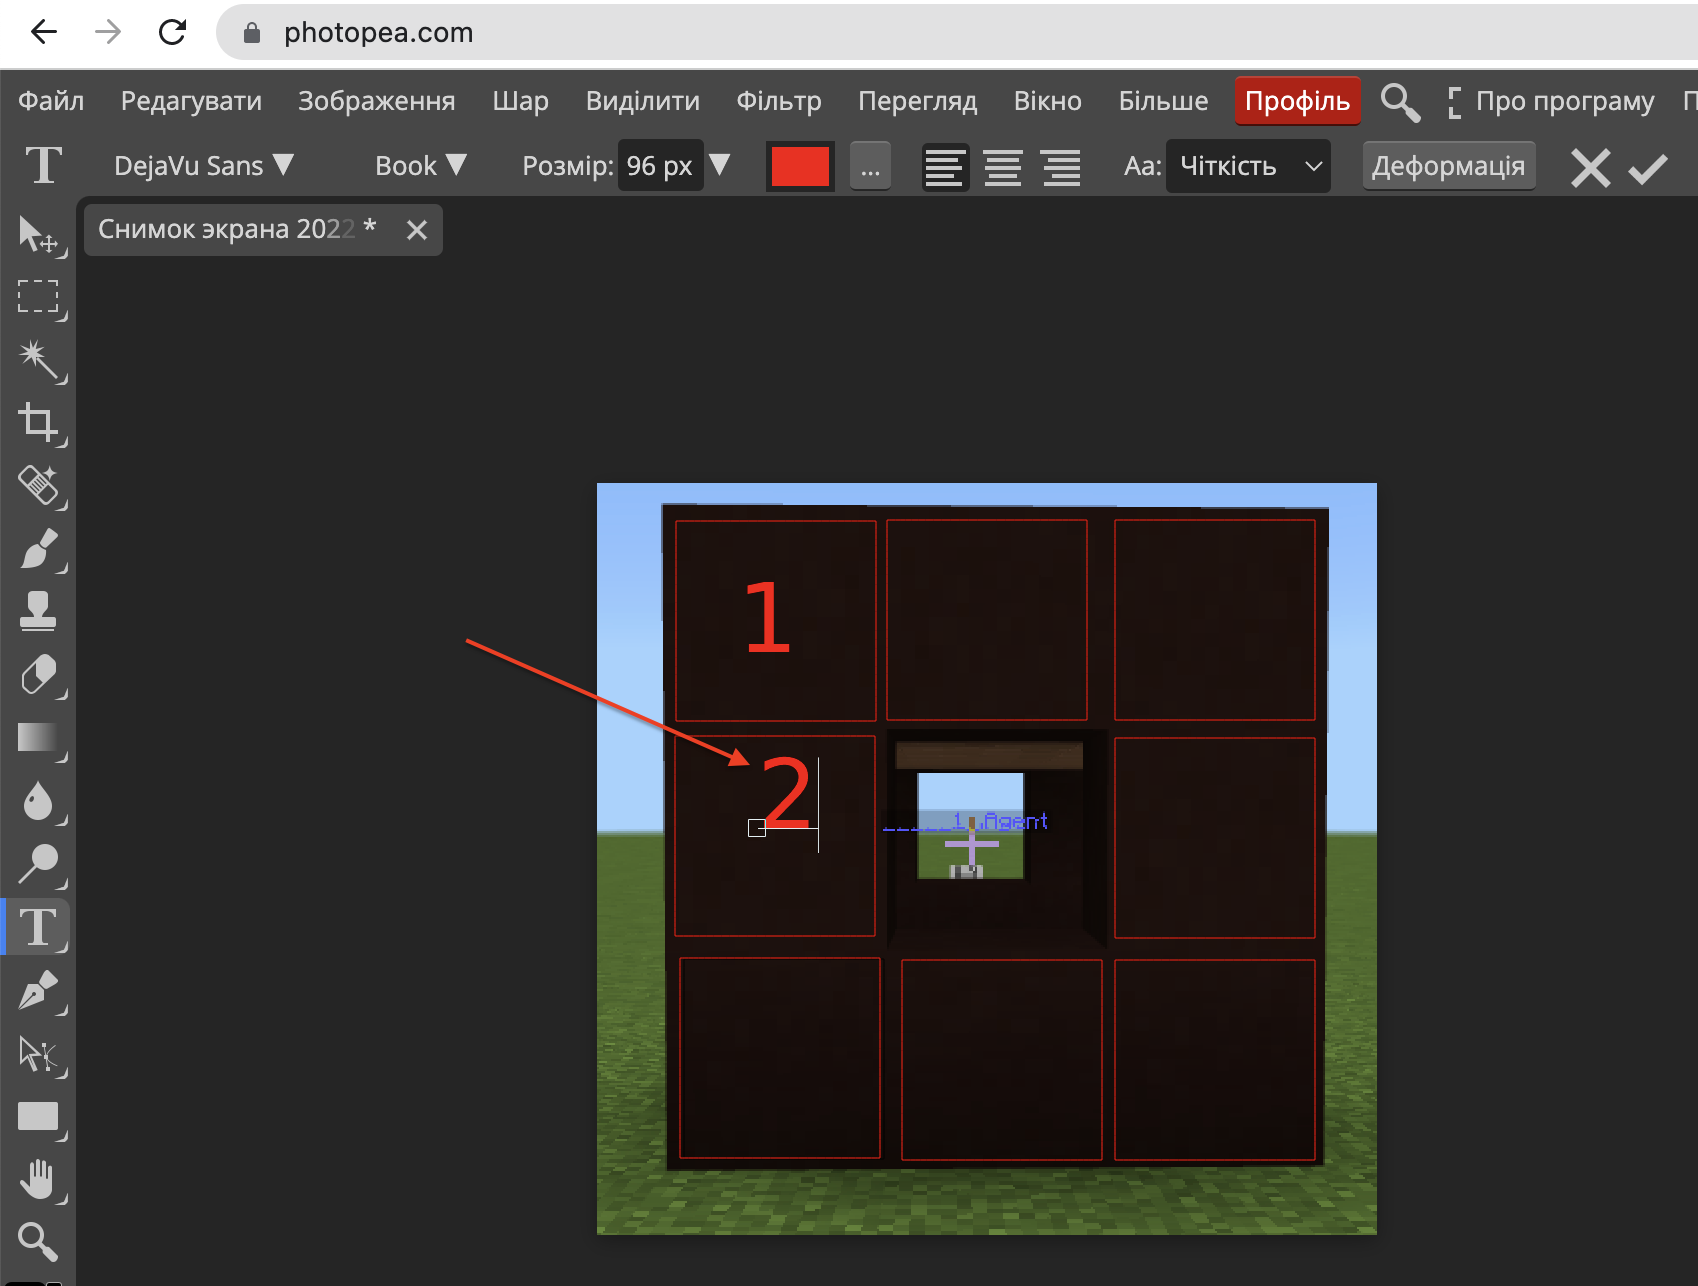 photopea.com
Файл Редагувати Зображення Шар Виділити Фільтр Перегляд Вікно Більше Профіль Про програму П
T DejaVu Sans Book Розмір: 96 px ... Aa: Чіткість Деформація
Снимок экрана 2022 *
1
2
1 .Agent